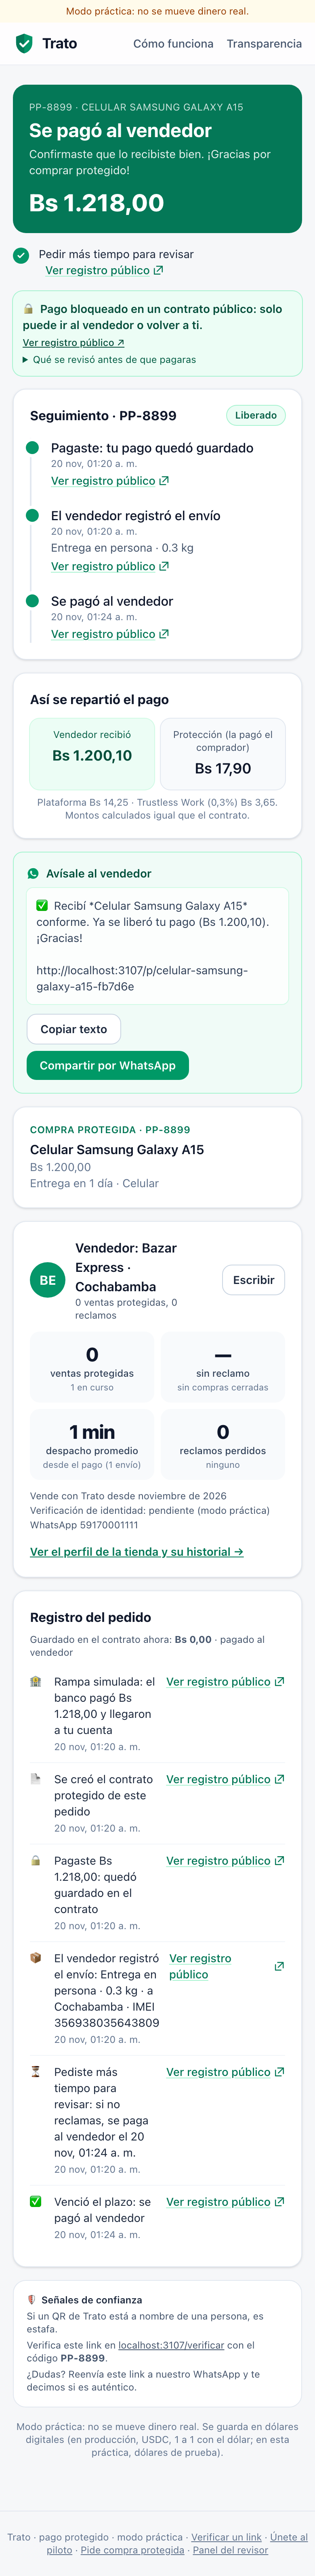 Modo práctica: no se mueve dinero real.
Trato
Cómo funciona
Transparencia
PP-8899 · CELULAR SAMSUNG GALAXY A15
Se pagó al vendedor
Confirmaste que lo recibiste bien. ¡Gracias por
comprar protegido!
Bs 1.218,00
Pedir más tiempo para revisar
Ver registro público
Pago bloqueado en un contrato público: solo
puede ir al vendedor o volver a ti.
Ver registro público ↗
▶ Qué se revisó antes de que pagaras
Seguimiento · PP-8899
Liberado
Pagaste: tu pago quedó guardado
20 nov, 01:20 a. m.
Ver registro público
El vendedor registró el envío
20 nov, 01:20 a. m.
Entrega en persona · 0.3 kg
Ver registro público
Se pagó al vendedor
20 nov, 01:24 a. m.
Ver registro público
Así se repartió el pago
Vendedor recibió
Bs 1.200,10
Protección (la pagó el
comprador)
Bs 17,90
Plataforma Bs 14,25 · Trustless Work (0,3%) Bs 3,65.
Montos calculados igual que el contrato.
Avísale al vendedor
✅ Recibí *Celular Samsung Galaxy A15*
conforme. Ya se liberó tu pago (Bs 1.200,10).
¡Gracias!
http://localhost:3107/p/celular-samsung-
galaxy-a15-fb7d6e
Copiar texto
Compartir por WhatsApp
COMPRA PROTEGIDA · PP-8899
Celular Samsung Galaxy A15
Bs 1.200,00
Entrega en 1 día · Celular
BE
Vendedor: Bazar
Express ·
Cochabamba
0 ventas protegidas, 0
reclamos
Escribir
0
ventas protegidas
1 en curso
—
sin reclamo
sin compras cerradas
1 min
despacho promedio
desde el pago (1 envío)
0
reclamos perdidos
ninguno
Vende con Trato desde noviembre de 2026
Verificación de identidad: pendiente (modo práctica)
WhatsApp 59170001111
Ver el perfil de la tienda y su historial →
Registro del pedido
Guardado en el contrato ahora: Bs 0,00 · pagado al
vendedor
Rampa simulada: el
banco pagó Bs
1.218,00 y llegaron
a tu cuenta
20 nov, 01:20 a. m.
Ver registro público
Se creó el contrato
protegido de este
pedido
20 nov, 01:20 a. m.
Ver registro público
Pagaste Bs
1.218,00: quedó
guardado en el
contrato
20 nov, 01:20 a. m.
Ver registro público
El vendedor registró
el envío: Entrega en
persona · 0.3 kg · a
Cochabamba · IMEI
356938035643809
20 nov, 01:20 a. m.
Ver registro
público
Pediste más
tiempo para
revisar: si no
reclamas, se paga
al vendedor el 20
nov, 01:24 a. m.
20 nov, 01:20 a. m.
Ver registro público
Venció el plazo: se
pagó al vendedor
20 nov, 01:24 a. m.
Ver registro público
Señales de confianza
Si un QR de Trato está a nombre de una persona, es
estafa.
Verifica este link en localhost:3107/verificar con el
código PP-8899.
¿Dudas? Reenvía este link a nuestro WhatsApp y te
decimos si es auténtico.
Modo práctica: no se mueve dinero real. Se guarda en dólares
digitales (en producción, USDC, 1 a 1 con el dólar; en esta
práctica, dólares de prueba).
Trato · pago protegido · modo práctica · Verificar un link · Únete al
piloto · Pide compra protegida · Panel del revisor